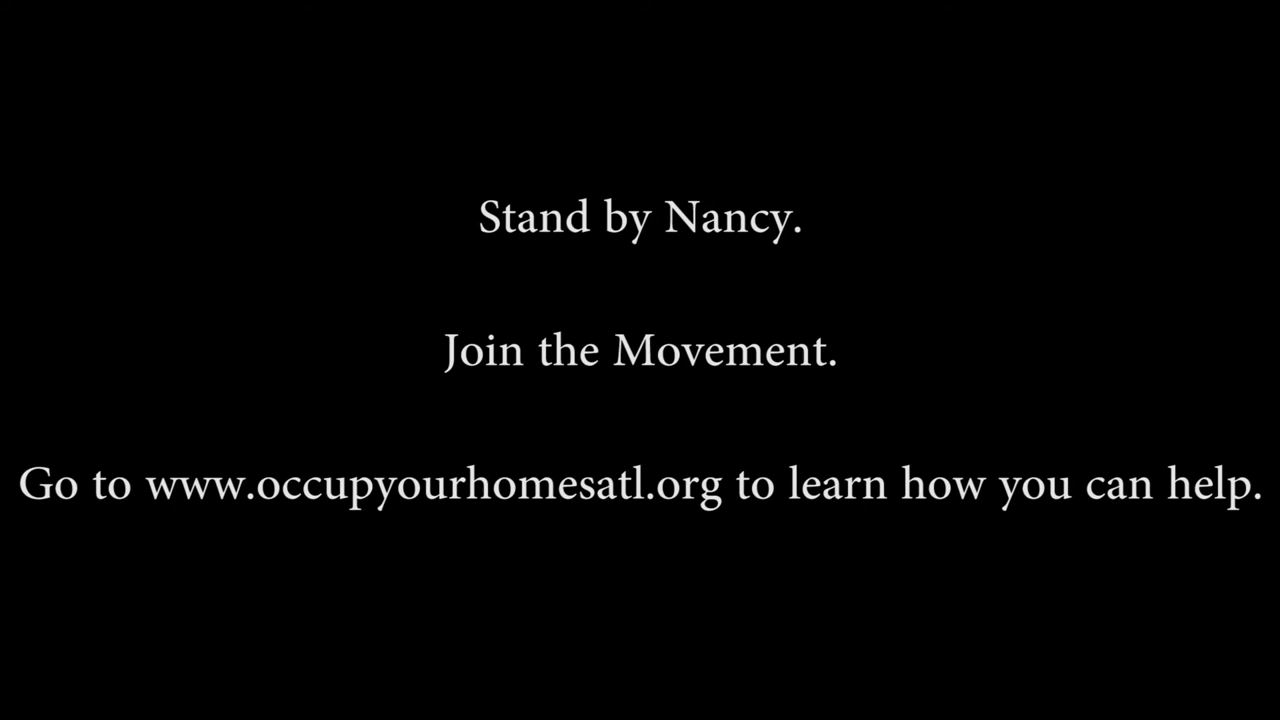 Stand by Nancy.
Join the Movement.
Go to www.occupyourhomesatl.org to learn how you can help.